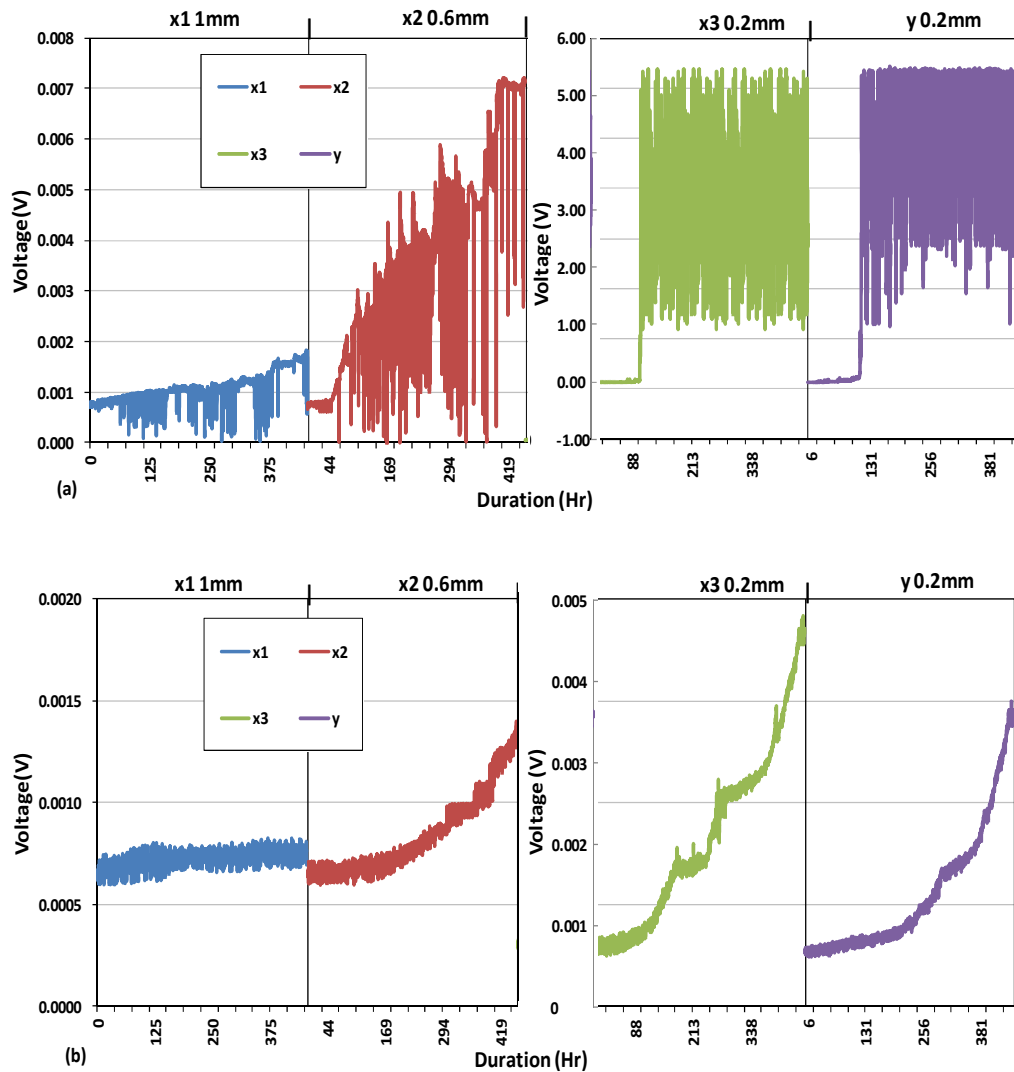 x1 1mm
x2 0.6mm
x3 0.2mm
y 0.2mm
0.008
0.007
0.006
0.005
0.004
0.003
0.002
0.001
0.000
Voltage(V)
x1
x2
x3
y
0
125
250
375
44
169
294
419
6.00
5.00
4.00
3.00
2.00
1.00
0.00
-1.00
Voltage (V)
88
213
338
6
131
256
381
(a)
Duration (Hr)
x1 1mm
x2 0.6mm
x3 0.2mm
y 0.2mm
0.0020
0.0015
0.0010
0.0005
0.0000
Voltage(V)
x1
x2
x3
y
0
125
250
375
44
169
294
419
0.005
0.004
0.003
0.002
0.001
0
Voltage (V)
88
213
338
6
131
256
381
(b)
Duration (Hr)